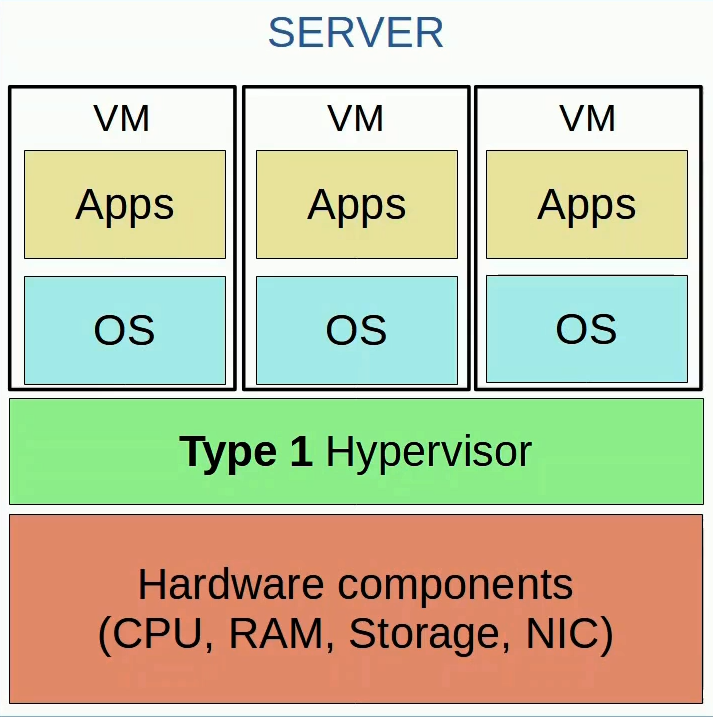 SERVER
VM
VM
VM
Apps
Apps
Apps
OS
OS
OS
Type 1 Hypervisor
Hardware components
(CPU, RAM, Storage, NIC)